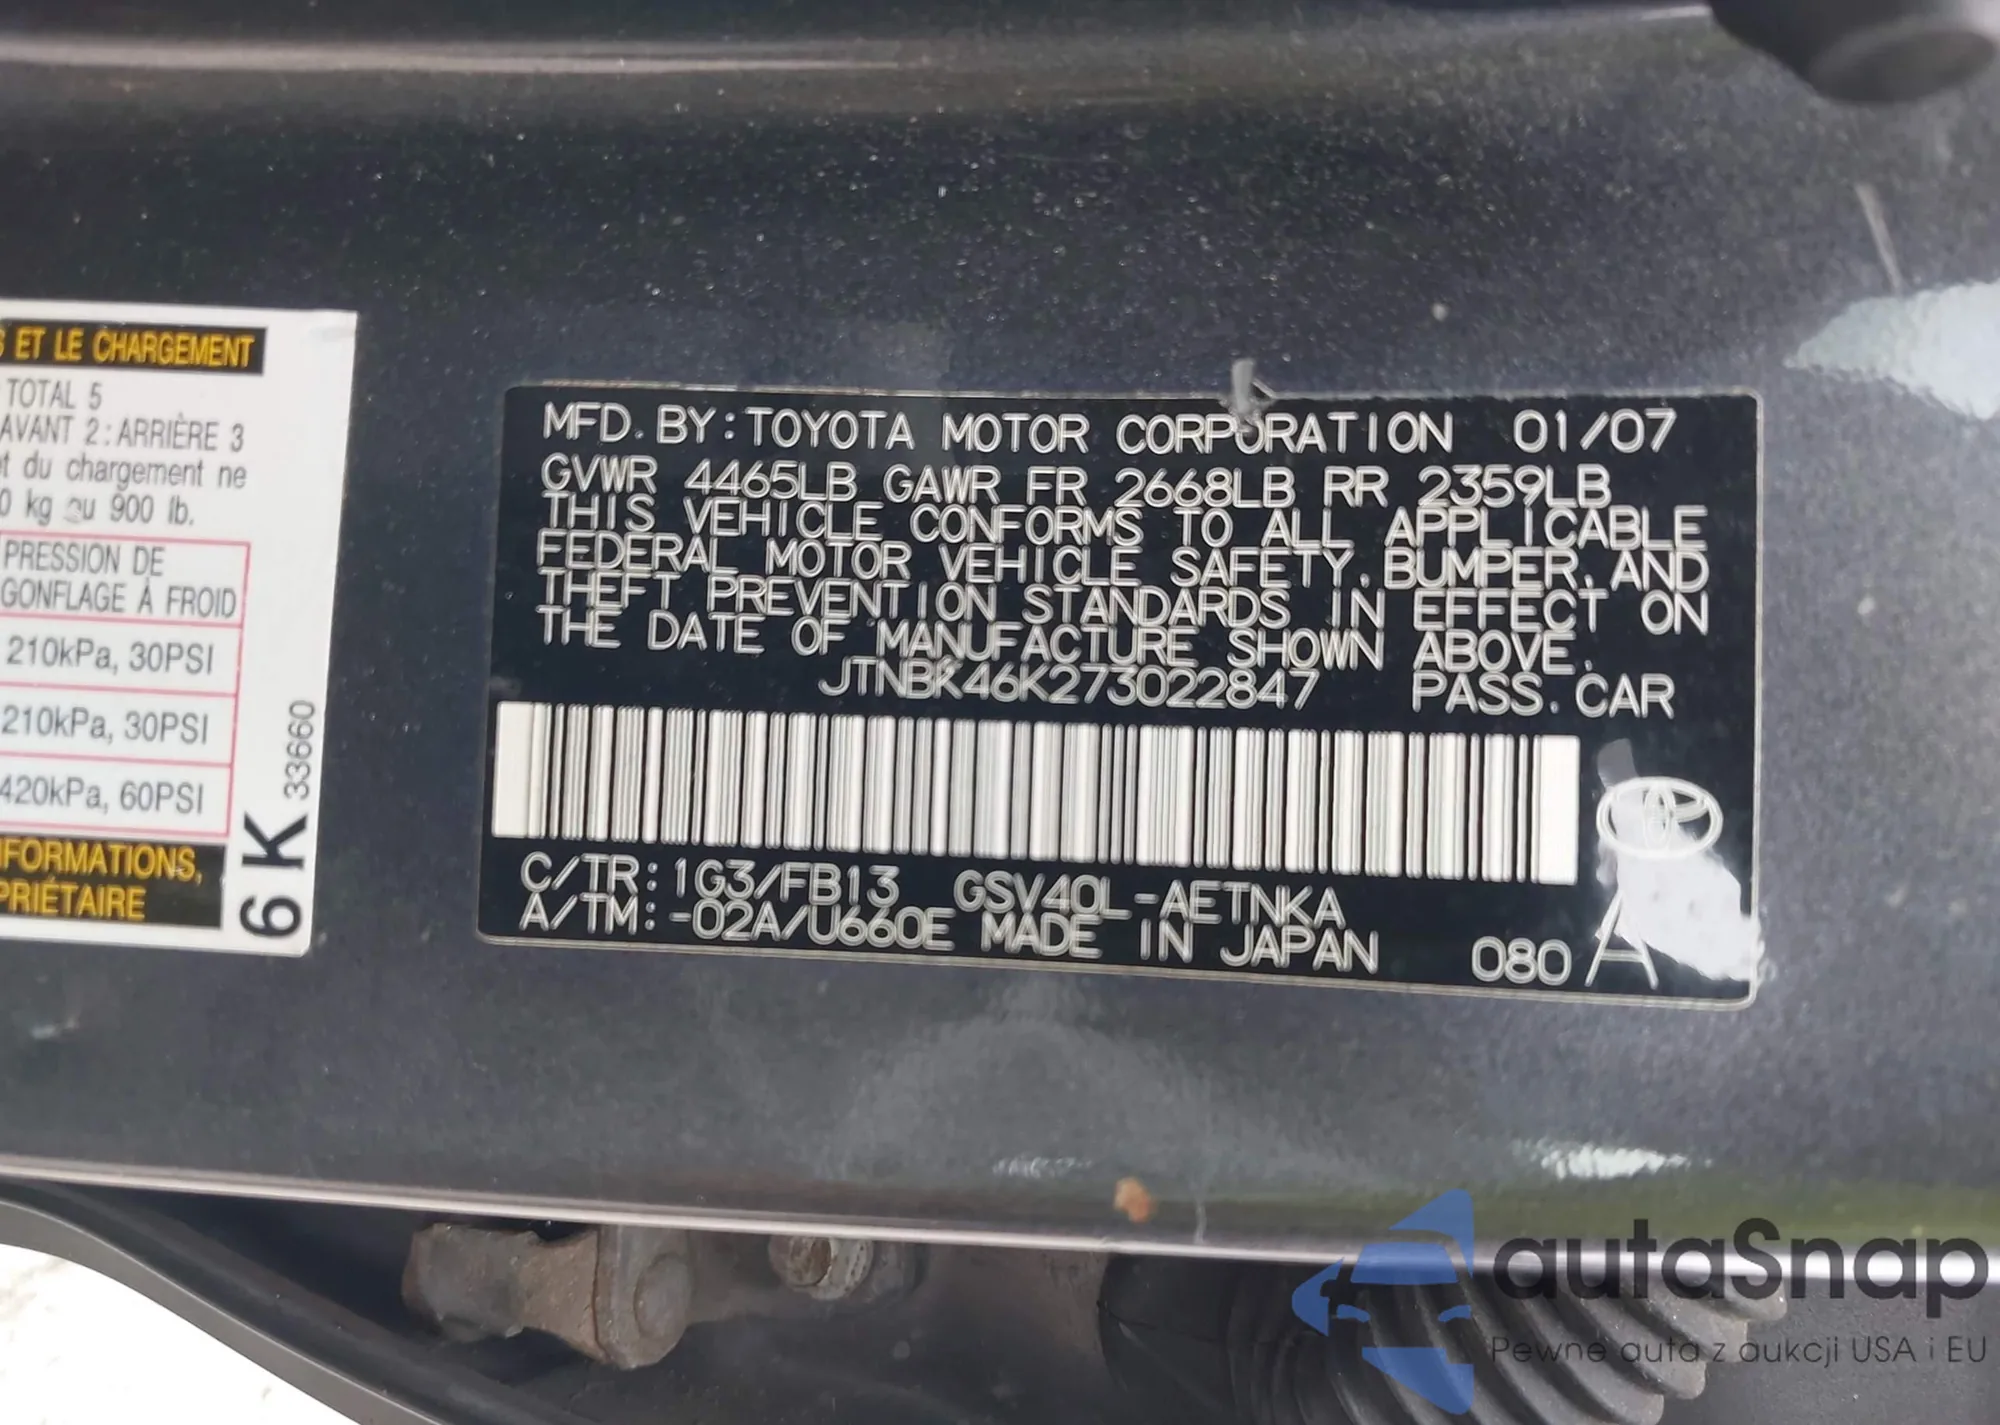 S ET LE CHARGEMENT
TOTAL 5
AVANT 2 : ARRIÈRE 3
et du chargement ne
0 kg ou 900 lb.
PRESSION DE
GONFLAGE À FROID
210kPa, 30PSI
210kPa, 30PSI
420kPa, 60PSI
NFORMATIONS,
PRIÉTAIRE
6K 33660
MFD. BY: TOYOTA MOTOR CORPORATION 01/07
GVWR 4465LB GAWR FR 2668LB RR 2359LB
THIS VEHICLE CONFORMS TO ALL APPLICABLE
FEDERAL MOTOR VEHICLE SAFETY, BUMPER, AND
THEFT PREVENTION STANDARDS IN EFFECT ON
THE DATE OF MANUFACTURE SHOWN ABOVE.
JTNBK46K273022847 PASS. CAR
C/TR: 1G3/FB13 GSV40L-AETNKA
A/TM: -02A/U660E MADE IN JAPAN 080 A
autaSnap
Pewne auta z aukcji USA i EU